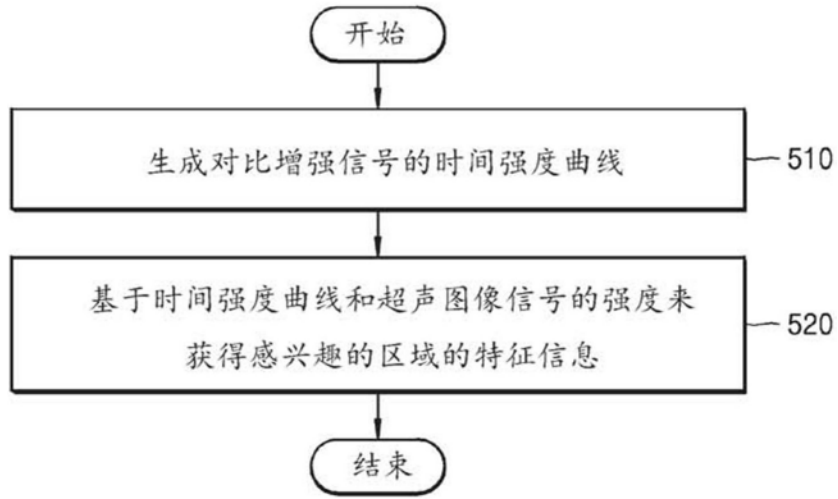 开始
生成对比增强信号的时间强度曲线
510
基于时间强度曲线和超声图像信号的强度来
获得感兴趣的区域的特征信息
520
结束